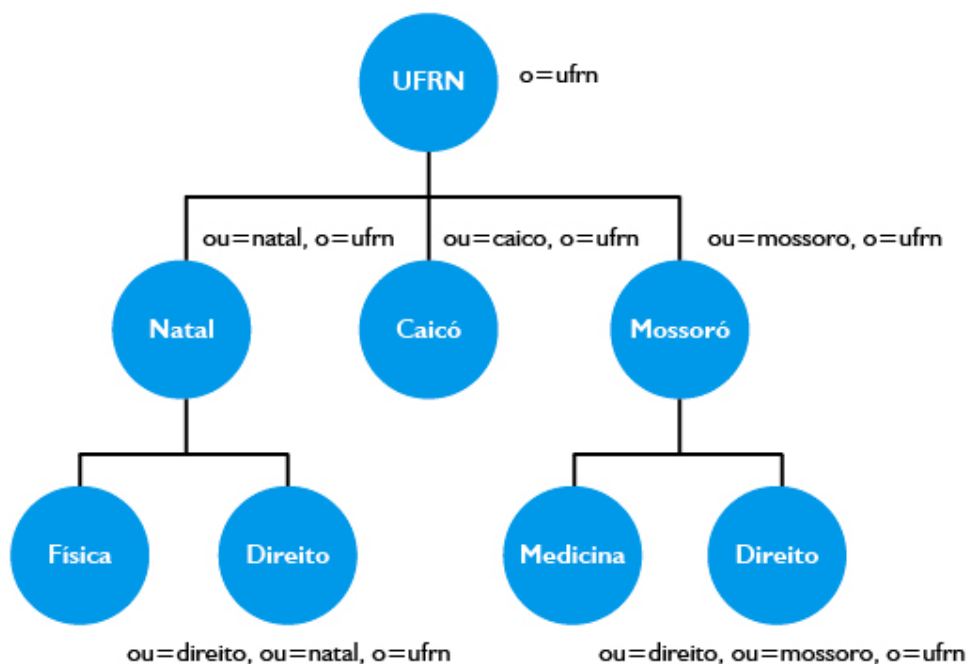 UFRN
o=ufrn
ou=natal, o=ufrn
ou=caico, o=ufrn
ou=mossoro, o=ufrn
Natal
Caicó
Mossoró
Física
Direito
Medicina
Direito
ou=direito, ou=natal, o=ufrn
ou=direito, ou=mossoro, o=ufrn